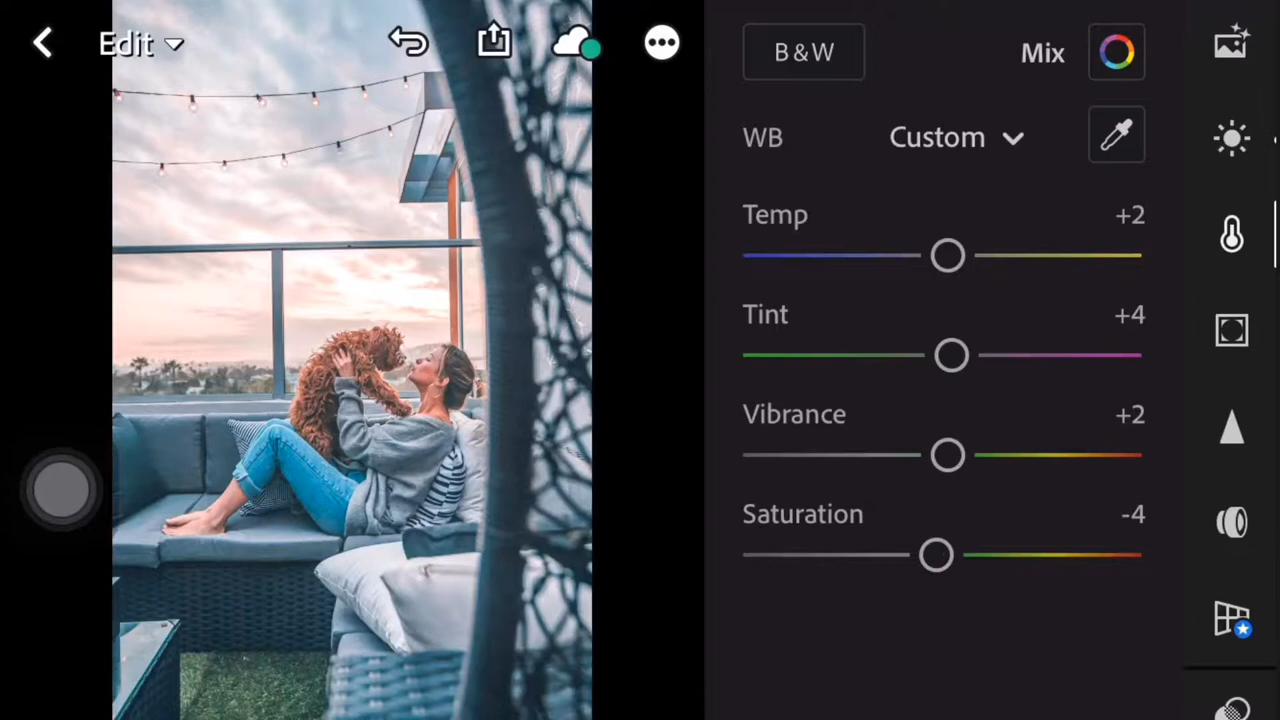 Edit
B&W
Mix
WB
Custom
Temp
+2
Tint
+4
Vibrance
+2
Saturation
-4